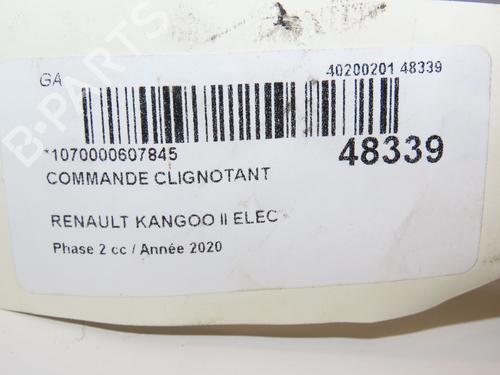 GA 40200201 48339
*1070000607845 48339
COMMANDE CLIGNOTANT
RENAULT KANGOO II ELEC
Phase 2 cc / Année 2020
B-PARTS